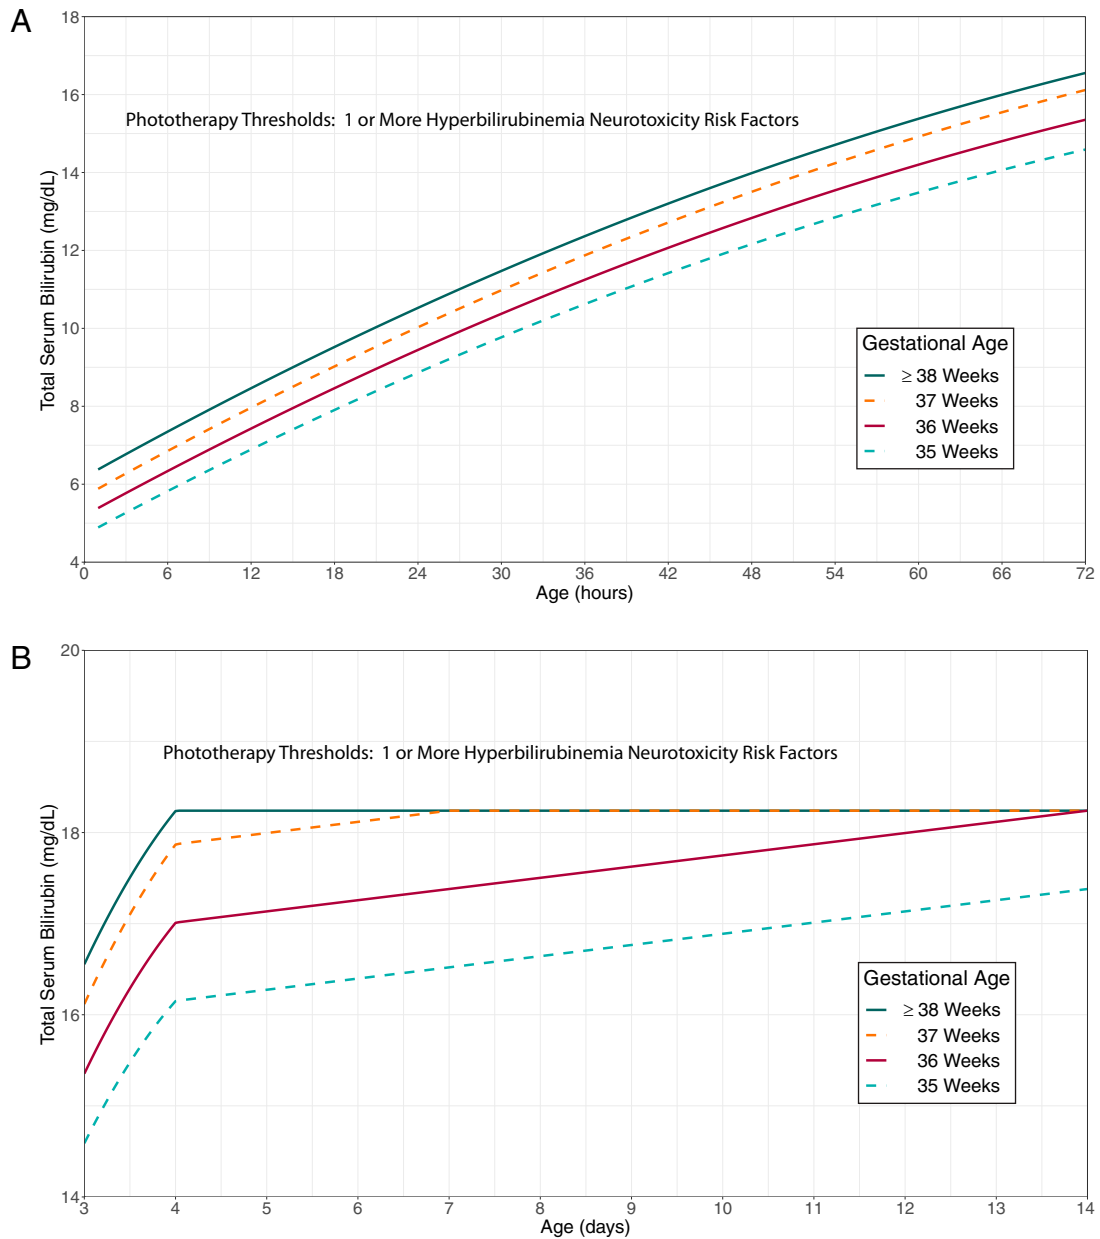 A
18
16
14
12
10
8
6
4
Total Serum Bilirubin (mg/dL)
Phototherapy Thresholds: 1 or More Hyperbilirubinemia Neurotoxicity Risk Factors
Gestational Age
≥ 38 Weeks
37 Weeks
36 Weeks
35 Weeks
0 6 12 18 24 30 36 42 48 54 60 66 72
Age (hours)
B
20
18
16
14
Total Serum Bilirubin (mg/dL)
Phototherapy Thresholds: 1 or More Hyperbilirubinemia Neurotoxicity Risk Factors
Gestational Age
≥ 38 Weeks
37 Weeks
36 Weeks
35 Weeks
3 4 5 6 7 8 9 10 11 12 13 14
Age (days)